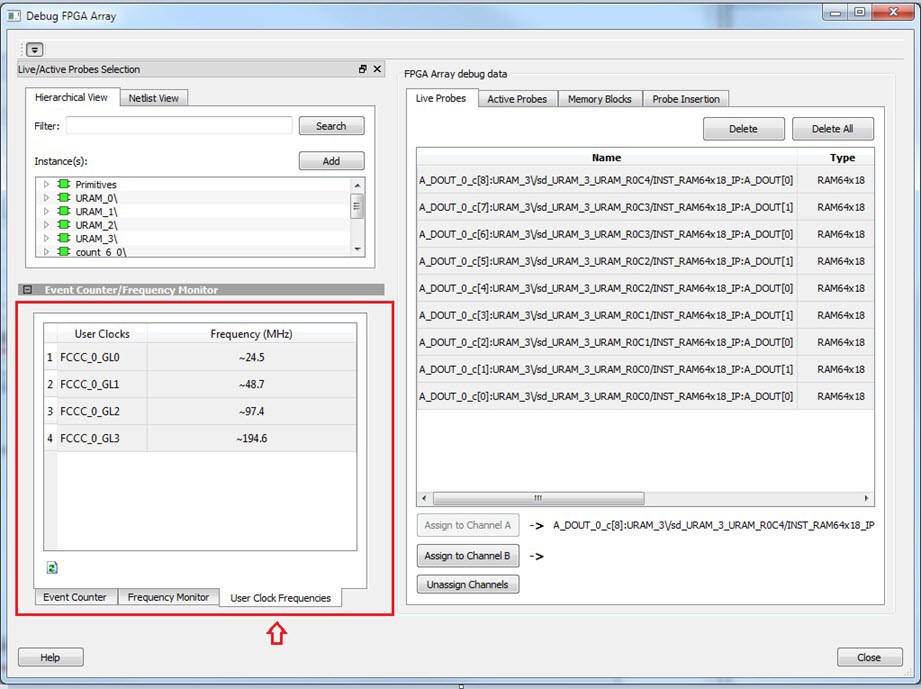 Debug FPGA Array
Live/Active Probes Selection
Hierarchical View Netlist View
Filter: Search
Instance(s): Add
Primitives
URAM_0\
URAM_1\
URAM_2\
URAM_3\
count_6_0\
Event Counter/Frequency Monitor
User Clocks Frequency (MHz)
1 FCCC_0_GL0 ~24.5
2 FCCC_0_GL1 ~48.7
3 FCCC_0_GL2 ~97.4
4 FCCC_0_GL3 ~194.6
Event Counter Frequency Monitor User Clock Frequencies
Help
FPGA Array debug data
Live Probes Active Probes Memory Blocks Probe Insertion
Delete Delete All
Name Type
A_DOUT_0_c[8]:URAM_3\/sd_URAM_3_URAM_R0C4/INST_RAM64x18_IP:A_DOUT[0] RAM64x18
A_DOUT_0_c[7]:URAM_3\/sd_URAM_3_URAM_R0C3/INST_RAM64x18_IP:A_DOUT[1] RAM64x18
A_DOUT_0_c[6]:URAM_3\/sd_URAM_3_URAM_R0C3/INST_RAM64x18_IP:A_DOUT[0] RAM64x18
A_DOUT_0_c[5]:URAM_3\/sd_URAM_3_URAM_R0C2/INST_RAM64x18_IP:A_DOUT[1] RAM64x18
A_DOUT_0_c[4]:URAM_3\/sd_URAM_3_URAM_R0C2/INST_RAM64x18_IP:A_DOUT[0] RAM64x18
A_DOUT_0_c[3]:URAM_3\/sd_URAM_3_URAM_R0C1/INST_RAM64x18_IP:A_DOUT[1] RAM64x18
A_DOUT_0_c[2]:URAM_3\/sd_URAM_3_URAM_R0C1/INST_RAM64x18_IP:A_DOUT[0] RAM64x18
A_DOUT_0_c[1]:URAM_3\/sd_URAM_3_URAM_R0C0/INST_RAM64x18_IP:A_DOUT[1] RAM64x18
A_DOUT_0_c[0]:URAM_3\/sd_URAM_3_URAM_R0C0/INST_RAM64x18_IP:A_DOUT[0] RAM64x18
Assign to Channel A -> A_DOUT_0_c[8]:URAM_3\/sd_URAM_3_URAM_R0C4/INST_RAM64x18_IP
Assign to Channel B ->
Unassign Channels
Close